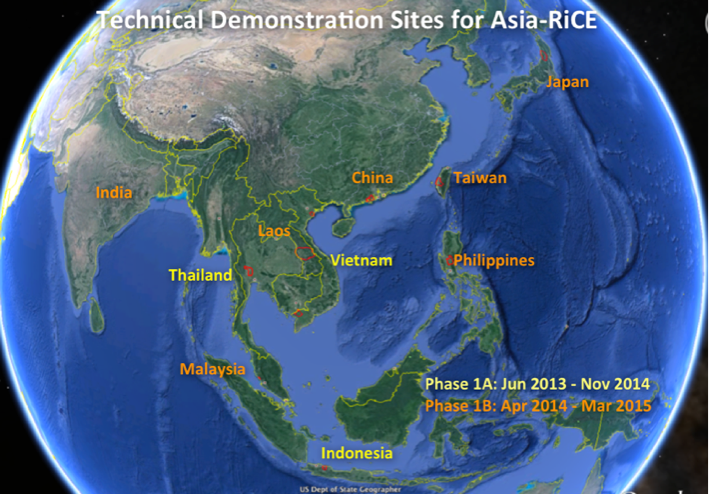 Technical Demonstration Sites for Asia-RiCE
Japan
China
Taiwan
India
Laos
Vietnam
Philippines
Thailand
Malaysia
Phase 1A: Jun 2013 - Nov 2014
Phase 1B: Apr 2014 - Mar 2015
Indonesia
US Dept of State Geographer